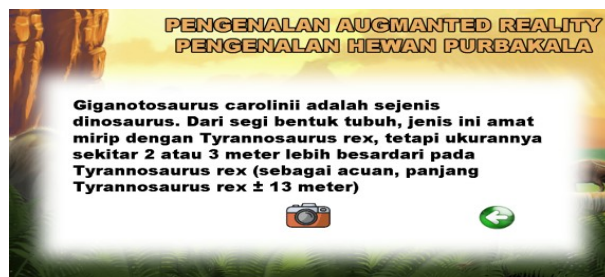 PENGENALAN AUGMANTED REALITY
PENGENALAN HEWAN PURBAKALA
Giganotosaurus carolinii adalah sejenis
dinosaurus. Dari segi bentuk tubuh, jenis ini amat
mirip dengan Tyrannosaurus rex, tetapi ukurannya
sekitar 2 atau 3 meter lebih besardari pada
Tyrannosaurus rex (sebagai acuan, panjang
Tyrannosaurus rex ± 13 meter)